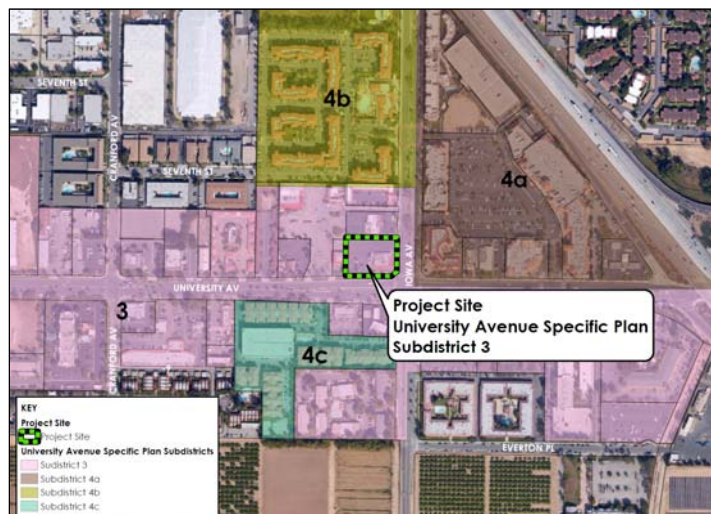 4b
SEVENTH ST
CRANFORD AV
SEVENTH ST
4a
IOWA AV
UNIVERSITY AV
Project Site
University Avenue Specific Plan
Subdistrict 3
3
4c
CRANFORD AV
EVERTON PL
KEY
Project Site
Project Site
University Avenue Specific Plan Subdistricts
Sudistrict 3
Subdistrict 4a
Subdistrict 4b
Subdistrict 4c